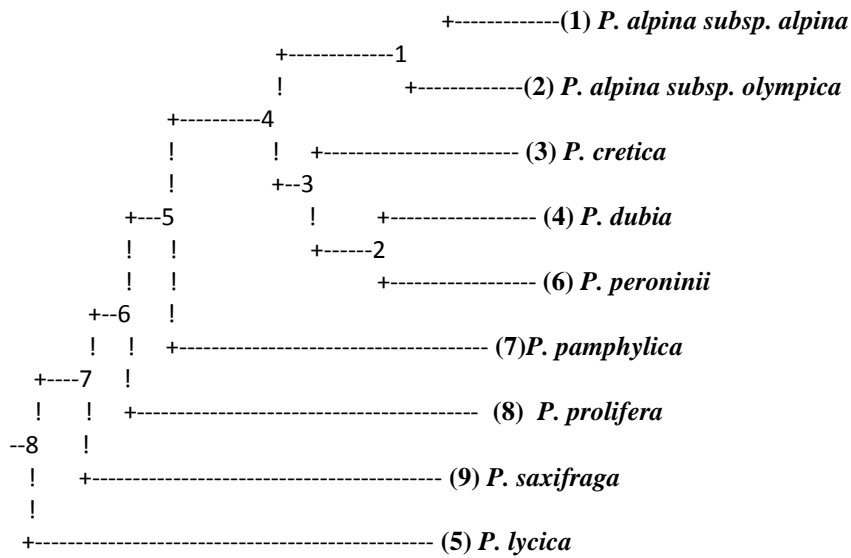 +------------(1) P. alpina subsp. alpina
+------------1
! +------------(2) P. alpina subsp. olympica
+----------4
! ! +-------------------- (3) P. cretica
! +--3
+---5 ! +--------------- (4) P. dubia
! ! +------2
! ! +--------------- (6) P. peroninii
+--6 !
! ! +------------------------------- (7)P. pamphylica
+----7 !
! ! +----------------------------------- (8) P. prolifera
--8 !
! +----------------------------------- (9) P. saxifraga
!
+---------------------------------------- (5) P. lycica